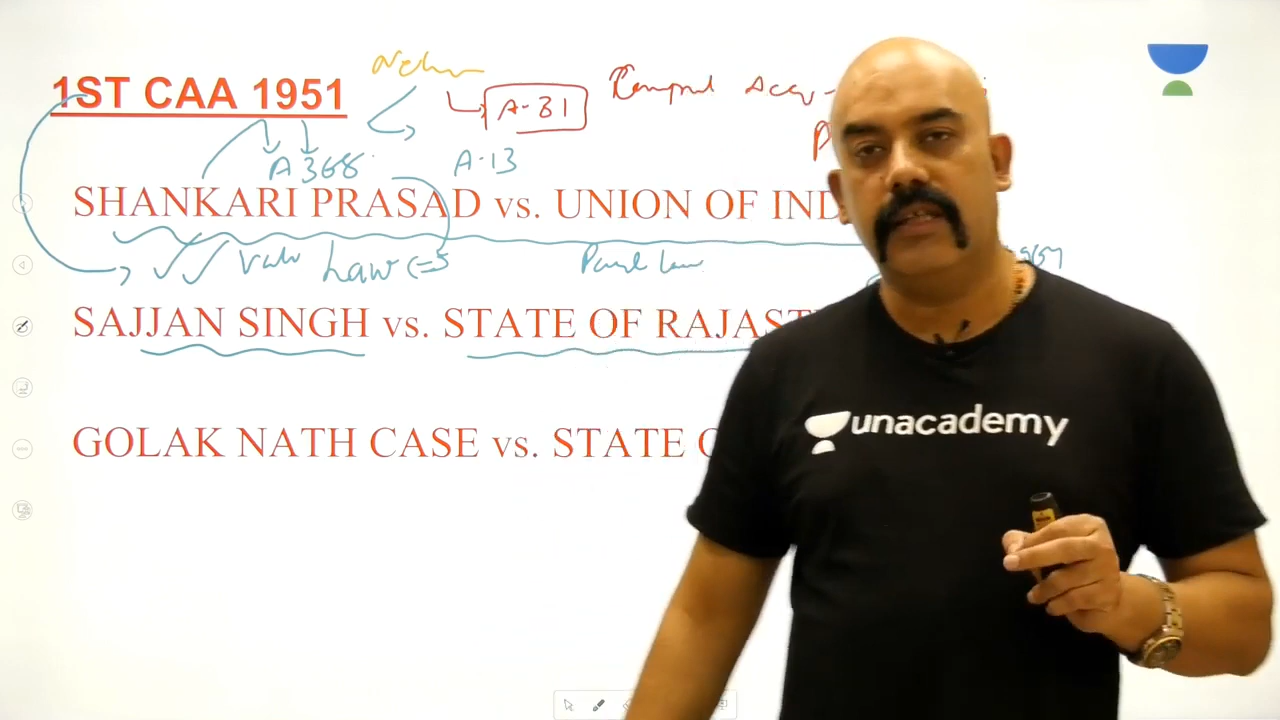 1ST CAA 1951
A-31
A 368
A-13
SHANKARI PRASAD vs. UNION OF IND
Law
SAJJAN SINGH vs. STATE OF RAJAST
GOLAK NATH CASE vs. STATE O
unacademy